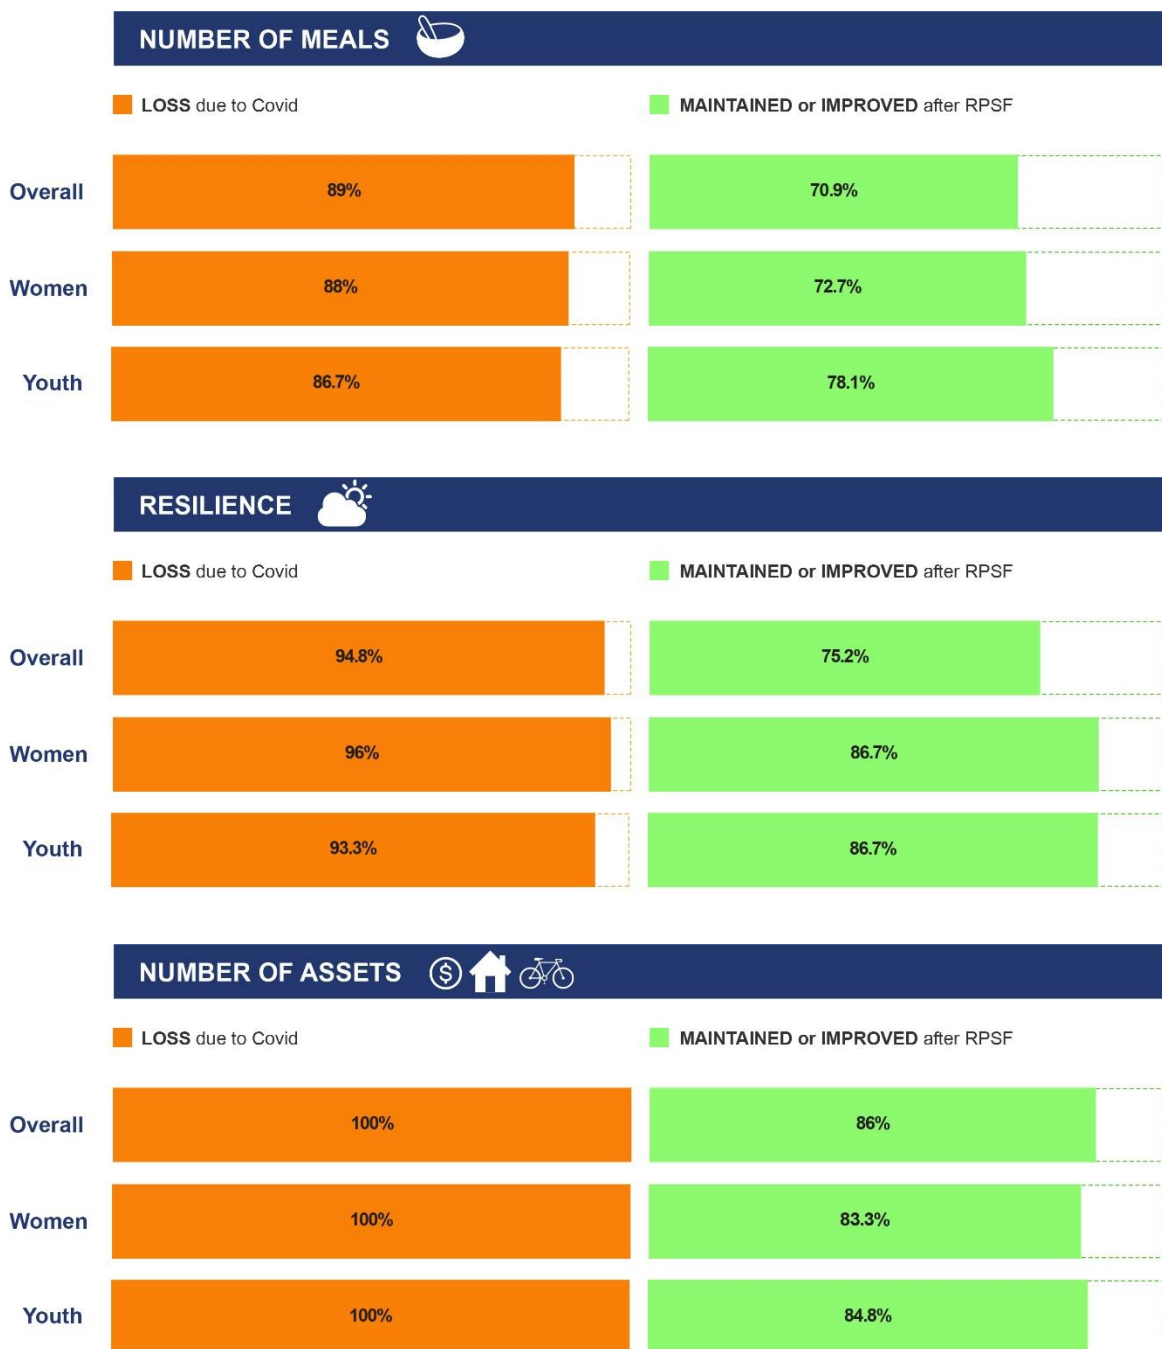 NUMBER OF MEALS
LOSS due to Covid
MAINTAINED or IMPROVED after RPSF
Overall 89% 70.9%
Women 88% 72.7%
Youth 86.7% 78.1%
RESILIENCE
LOSS due to Covid
MAINTAINED or IMPROVED after RPSF
Overall 94.8% 75.2%
Women 96% 86.7%
Youth 93.3% 86.7%
NUMBER OF ASSETS $
LOSS due to Covid
MAINTAINED or IMPROVED after RPSF
Overall 100% 86%
Women 100% 83.3%
Youth 100% 84.8%